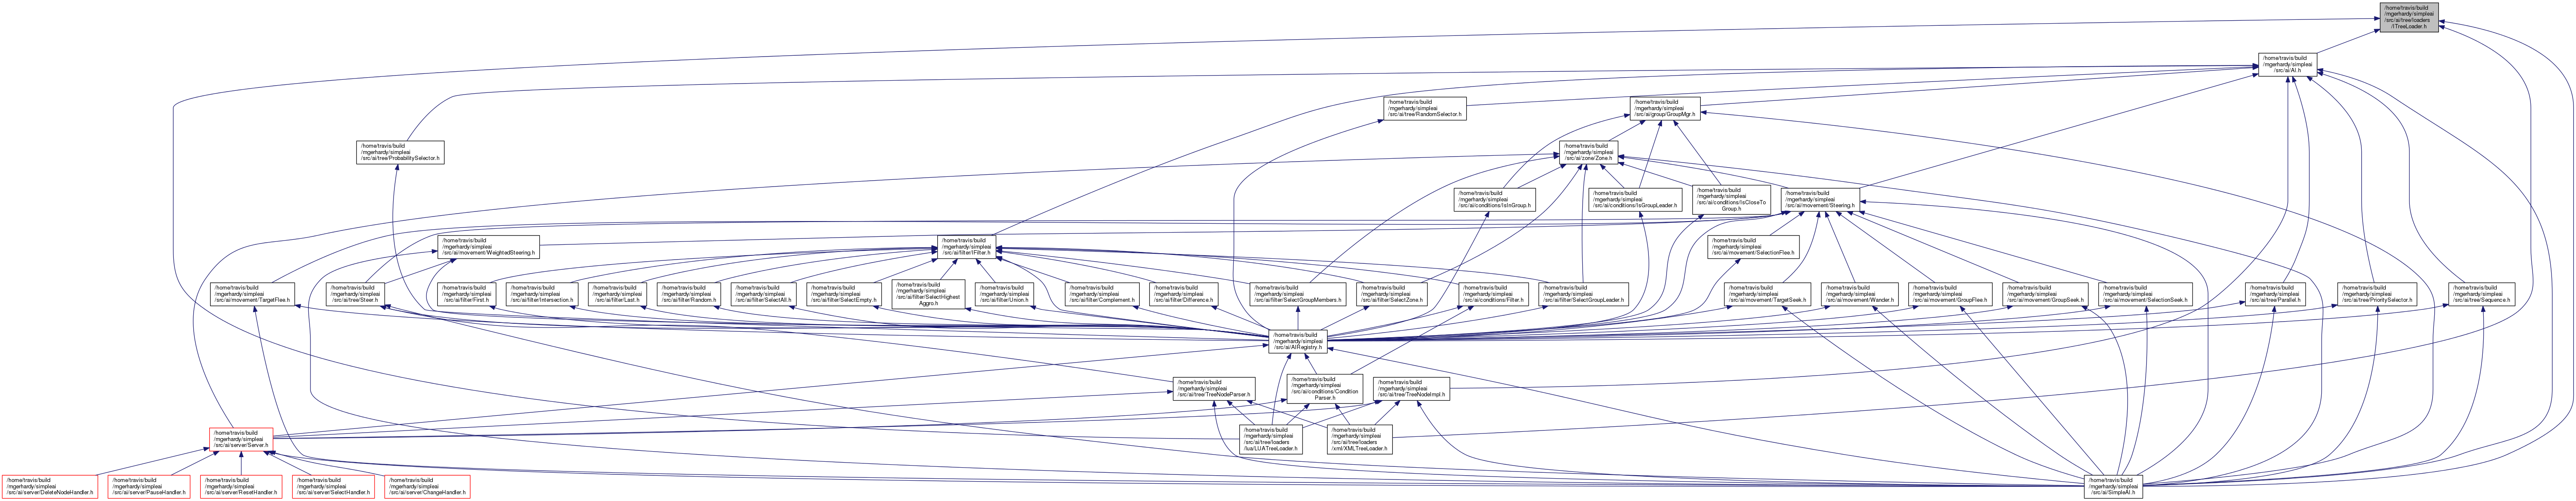 /home/travis/build
/mgerhardy/simpleai
/src/ai/tree/loaders
/ITreeLoader.h
/home/travis/build
/mgerhardy/simpleai
/src/ai/AI.h
/home/travis/build
/mgerhardy/simpleai
/src/ai/tree/RandomSelector.h
/home/travis/build
/mgerhardy/simpleai
/src/ai/group/GroupMgr.h
/home/travis/build
/mgerhardy/simpleai
/src/ai/tree/ProbabilitySelector.h
/home/travis/build
/mgerhardy/simpleai
/src/ai/zone/Zone.h
/home/travis/build
/mgerhardy/simpleai
/src/ai/conditions/IsInGroup.h
/home/travis/build
/mgerhardy/simpleai
/src/ai/conditions/IsGroupLeader.h
/home/travis/build
/mgerhardy/simpleai
/src/ai/conditions/IsCloseTo
Group.h
/home/travis/build
/mgerhardy/simpleai
/src/ai/movement/Steering.h
/home/travis/build
/mgerhardy/simpleai
/src/ai/movement/WeightedSteering.h
/home/travis/build
/mgerhardy/simpleai
/src/ai/filter/IFilter.h
/home/travis/build
/mgerhardy/simpleai
/src/ai/movement/SelectionFlee.h
/home/travis/build
/mgerhardy/simpleai
/src/ai/movement/TargetFlee.h
/home/travis/build
/mgerhardy/simpleai
/src/ai/tree/Steer.h
/home/travis/build
/mgerhardy/simpleai
/src/ai/filter/First.h
/home/travis/build
/mgerhardy/simpleai
/src/ai/filter/Intersection.h
/home/travis/build
/mgerhardy/simpleai
/src/ai/filter/Last.h
/home/travis/build
/mgerhardy/simpleai
/src/ai/filter/Random.h
/home/travis/build
/mgerhardy/simpleai
/src/ai/filter/SelectAll.h
/home/travis/build
/mgerhardy/simpleai
/src/ai/filter/SelectEmpty.h
/home/travis/build
/mgerhardy/simpleai
/src/ai/filter/SelectHighest
Aggro.h
/home/travis/build
/mgerhardy/simpleai
/src/ai/filter/Union.h
/home/travis/build
/mgerhardy/simpleai
/src/ai/filter/Complement.h
/home/travis/build
/mgerhardy/simpleai
/src/ai/filter/Difference.h
/home/travis/build
/mgerhardy/simpleai
/src/ai/filter/SelectGroupMembers.h
/home/travis/build
/mgerhardy/simpleai
/src/ai/filter/SelectZone.h
/home/travis/build
/mgerhardy/simpleai
/src/ai/conditions/Filter.h
/home/travis/build
/mgerhardy/simpleai
/src/ai/filter/SelectGroupLeader.h
/home/travis/build
/mgerhardy/simpleai
/src/ai/movement/TargetSeek.h
/home/travis/build
/mgerhardy/simpleai
/src/ai/movement/Wander.h
/home/travis/build
/mgerhardy/simpleai
/src/ai/movement/GroupFlee.h
/home/travis/build
/mgerhardy/simpleai
/src/ai/movement/GroupSeek.h
/home/travis/build
/mgerhardy/simpleai
/src/ai/movement/SelectionSeek.h
/home/travis/build
/mgerhardy/simpleai
/src/ai/tree/Parallel.h
/home/travis/build
/mgerhardy/simpleai
/src/ai/tree/PrioritySelector.h
/home/travis/build
/mgerhardy/simpleai
/src/ai/tree/Sequence.h
/home/travis/build
/mgerhardy/simpleai
/src/ai/AIRegistry.h
/home/travis/build
/mgerhardy/simpleai
/src/ai/tree/TreeNodeParser.h
/home/travis/build
/mgerhardy/simpleai
/src/ai/conditions/Condition
Parser.h
/home/travis/build
/mgerhardy/simpleai
/src/ai/tree/TreeNodeImpl.h
/home/travis/build
/mgerhardy/simpleai
/src/ai/server/Server.h
/home/travis/build
/mgerhardy/simpleai
/src/ai/tree/loaders
/lua/LUATreeLoader.h
/home/travis/build
/mgerhardy/simpleai
/src/ai/tree/loaders
/xml/XMLTreeLoader.h
/home/travis/build
/mgerhardy/simpleai
/src/ai/server/DeleteNodeHandler.h
/home/travis/build
/mgerhardy/simpleai
/src/ai/server/PauseHandler.h
/home/travis/build
/mgerhardy/simpleai
/src/ai/server/ResetHandler.h
/home/travis/build
/mgerhardy/simpleai
/src/ai/server/SelectHandler.h
/home/travis/build
/mgerhardy/simpleai
/src/ai/server/ChangeHandler.h
/home/travis/build
/mgerhardy/simpleai
/src/ai/SimpleAI.h